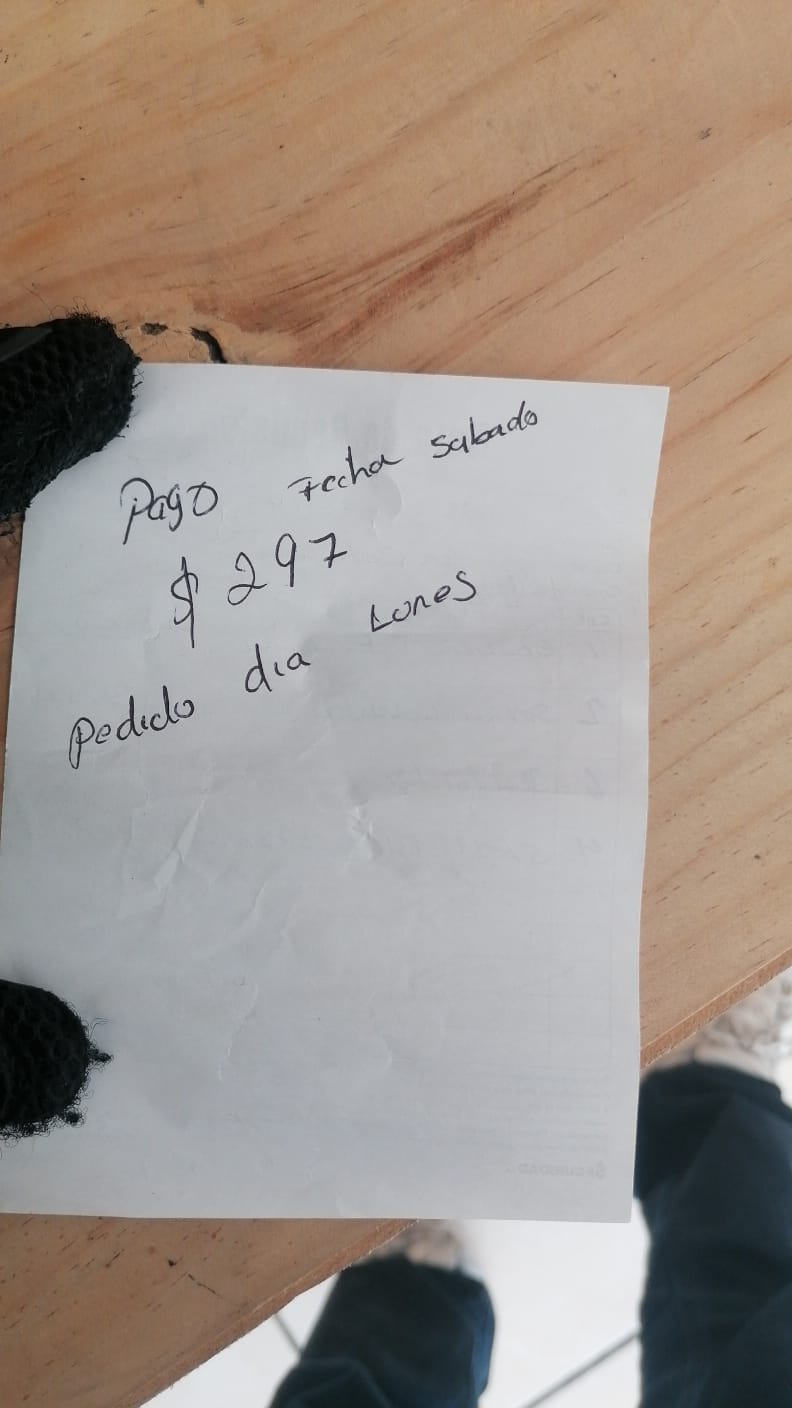 Pago Fecha sabado
$ 297
pedido dia Lunes